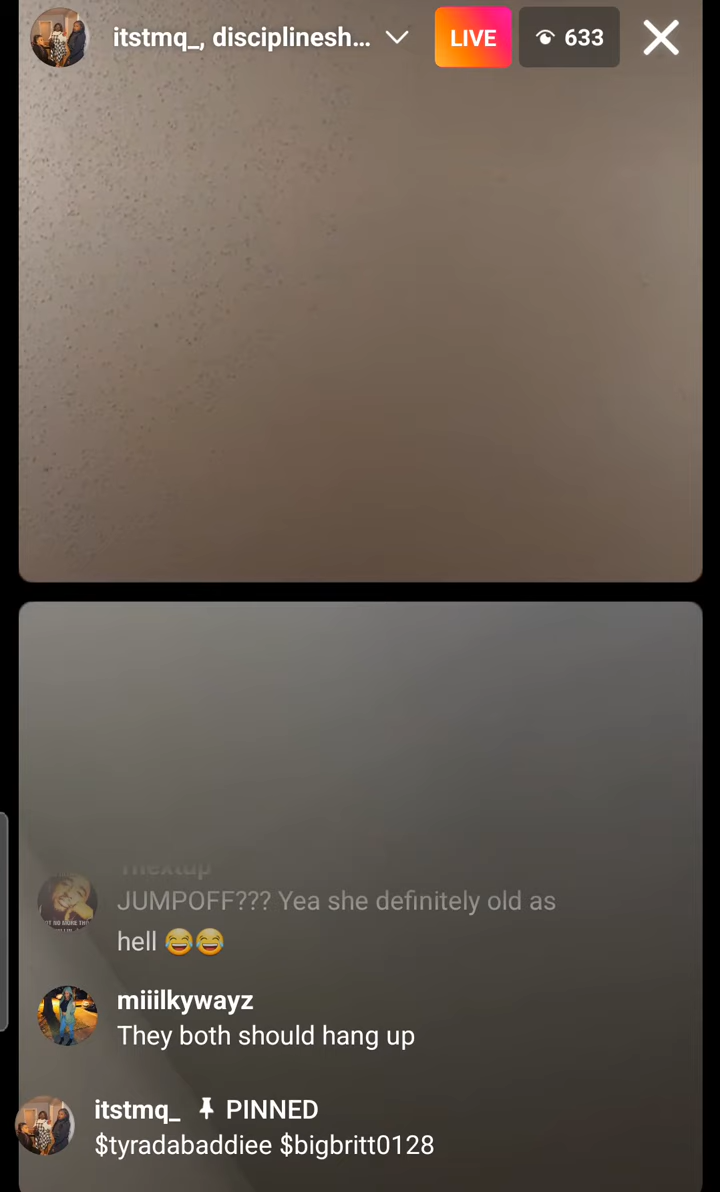 itstmq_, disciplinesh... LIVE 633
JUMPOFF??? Yea she definitely old as
hell 😂😂
miiilkywayz
They both should hang up
itstmq_ PINNED
$tyradabaddiee $bigbritt0128